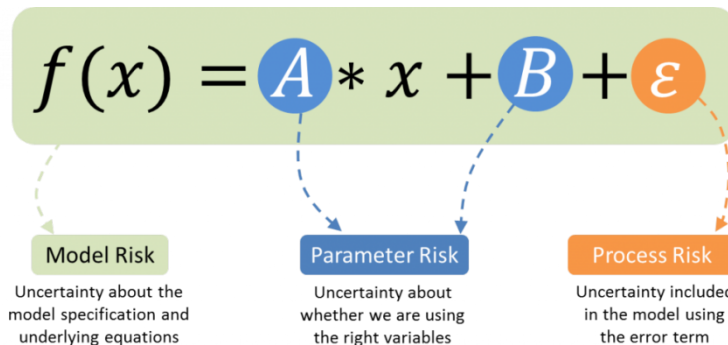 f(x) = A * x + B + ε
Model Risk
Uncertainty about the
model specification and
underlying equations
Parameter Risk
Uncertainty about
whether we are using
the right variables
Process Risk
Uncertainty included
in the model using
the error term